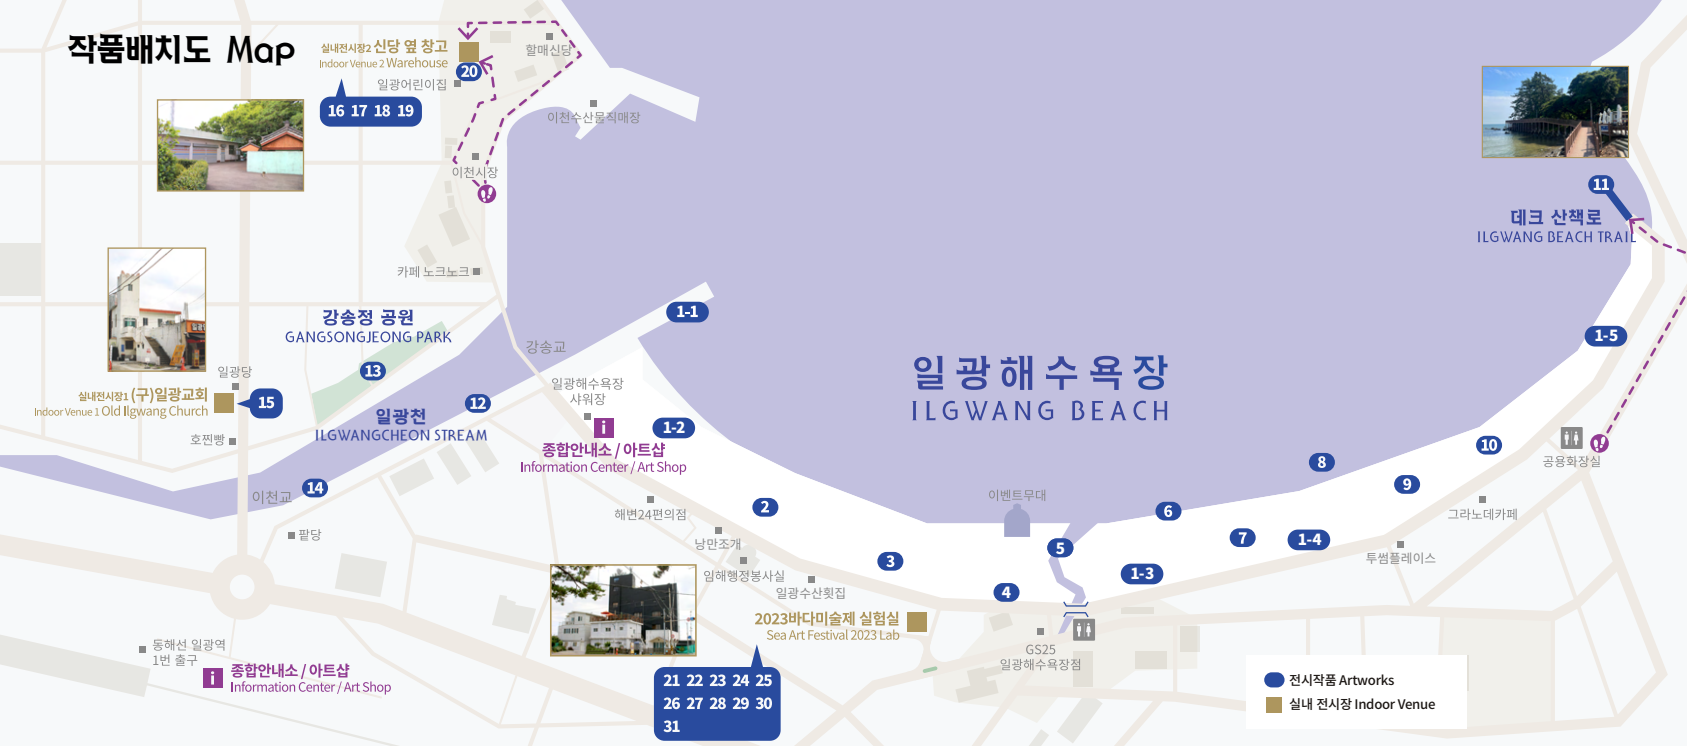 작품배치도 Map
실내전시장2 신당 옆 창고
Indoor Venue 2 Warehouse
20
일광어린이집
16 17 18 19
할매신당
이천수산물직매장
이천시장
카페 노크노크
11
데크 산책로
ILGWANG BEACH TRAIL
강송정 공원
GANGSONGJEONG PARK
13
일광당
실내전시장1 (구)일광교회
Indoor Venue 1 Old Ilgwang Church
15
호찐빵
일광천
ILGWANGCHEON STREAM
12
14
이천교
팥당
강송교
1-1
일광해수욕장
샤워장
i
종합안내소 / 아트샵
Information Center / Art Shop
1-2
일광해수욕장
ILGWANG BEACH
1-5
10
공용화장실
8
9
그라노데카페
해변24편의점
2
낭만조개
임해행정봉사실
일광수산횟집
3
이벤트무대
6
5
7
1-4
투썸플레이스
1-3
4
2023바다미술제 실험실
Sea Art Festival 2023 Lab
21 22 23 24 25
26 27 28 29 30
31
GS25
일광해수욕장점
동해선 일광역
1번 출구
i
종합안내소 / 아트샵
Information Center / Art Shop
전시작품 Artworks
실내 전시장 Indoor Venue